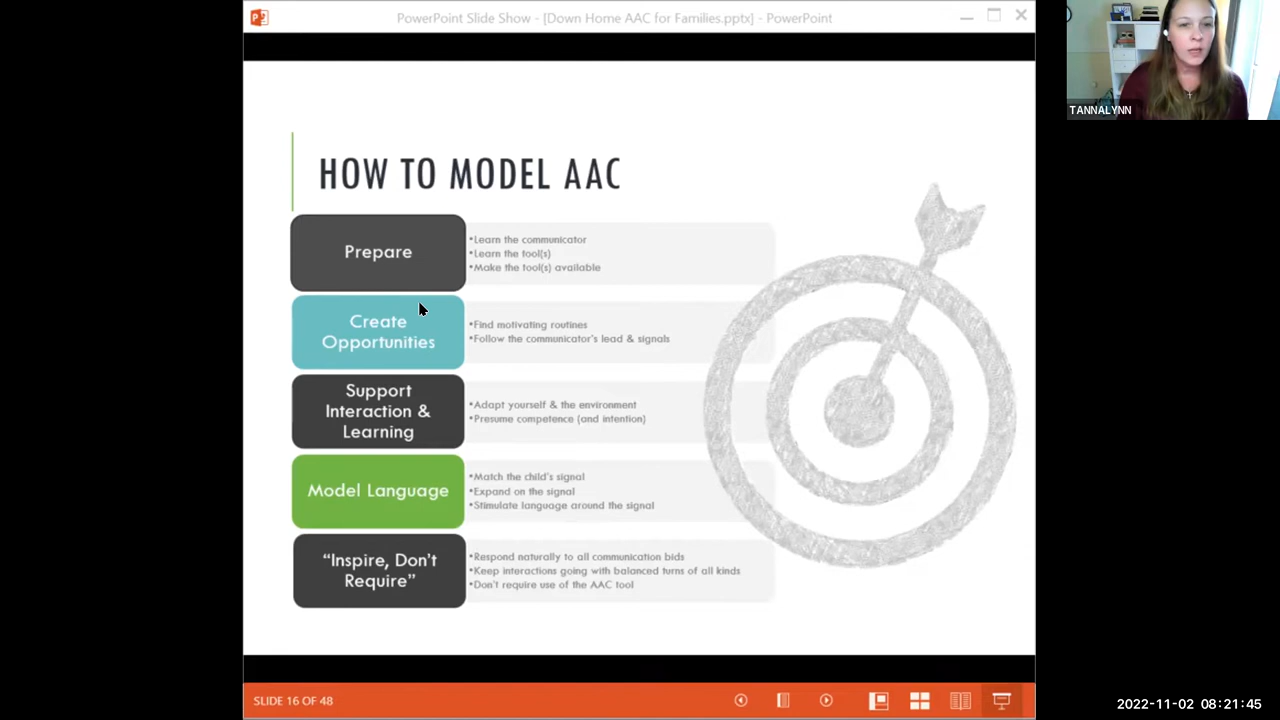 PowerPoint Slide Show - [Down Home AAC for Families.pptx] - PowerPoint
TANNALYNN
HOW TO MODEL AAC
Prepare
•Learn the communicator
•Learn the tool(s)
•Make the tool(s) available
Create
Opportunities
•Find motivating routines
•Follow the communicator's lead & signals
Support
Interaction &
Learning
•Adapt yourself & the environment
•Presume competence (and intention)
Model Language
•Match the child's signal
•Expand on the signal
•Stimulate language around the signal
“Inspire, Don't
Require”
•Respond naturally to all communication bids
•Keep interactions going with balanced turns of all kinds
•Don't require use of the AAC tool
SLIDE 16 OF 48
2022-11-02 08:21:45